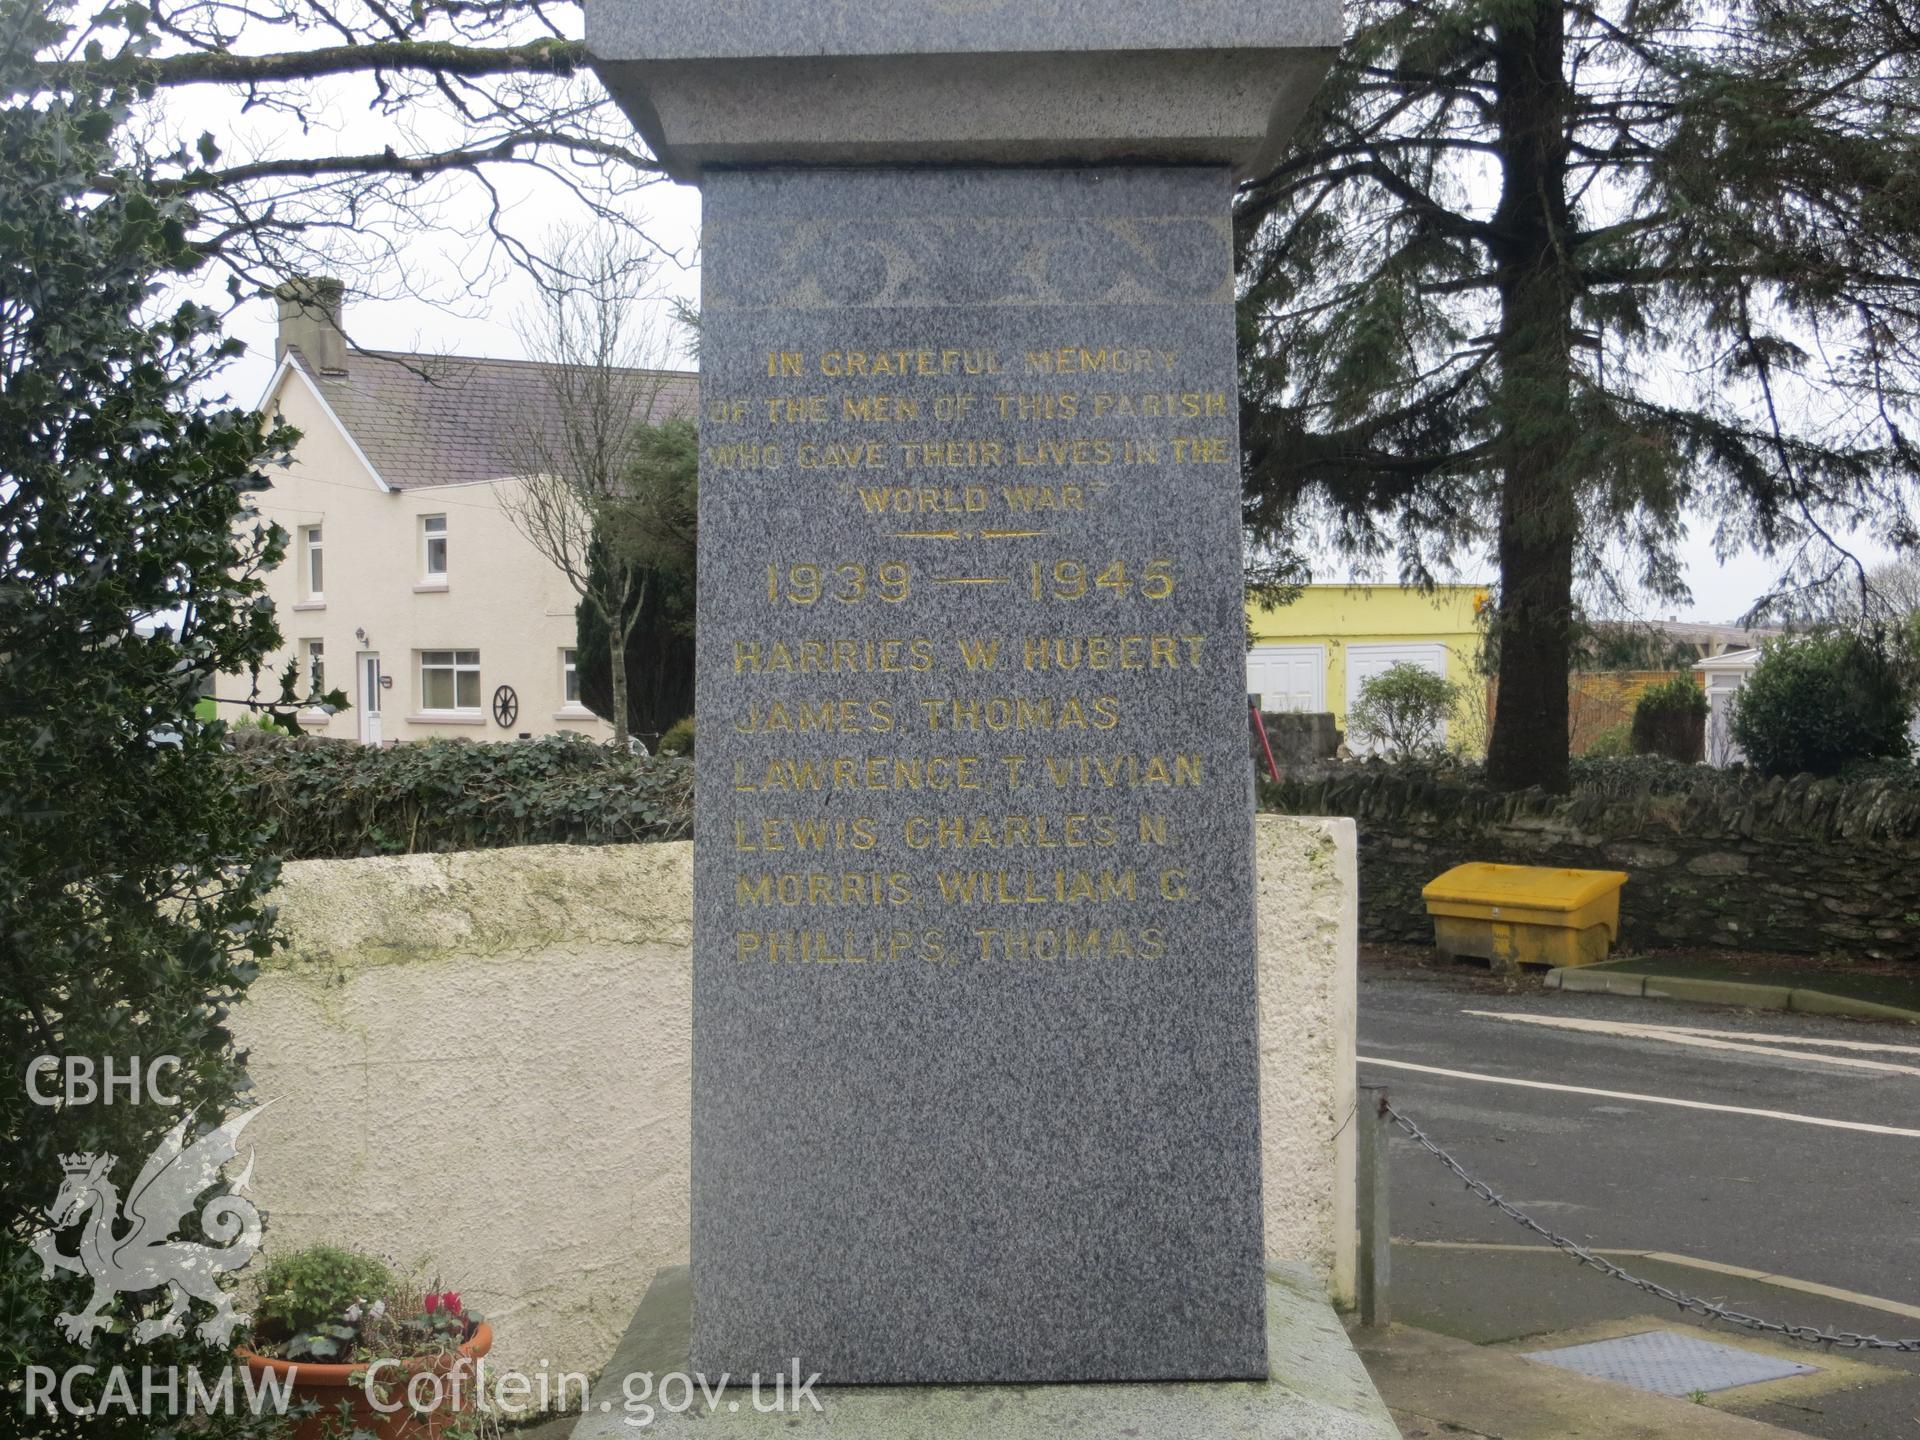 IN GRATEFUL MEMORY
OF THE MEN OF THIS PARISH
WHO GAVE THEIR LIVES IN THE
"WORLD WAR"
1939 — 1945
HARRIES, W. HUBERT
JAMES, THOMAS
LAWRENCE, T. VIVIAN
LEWIS, CHARLES N.
MORRIS, WILLIAM G.
PHILLIPS, THOMAS
CBHC
RCAHMW
Coflein.gov.uk